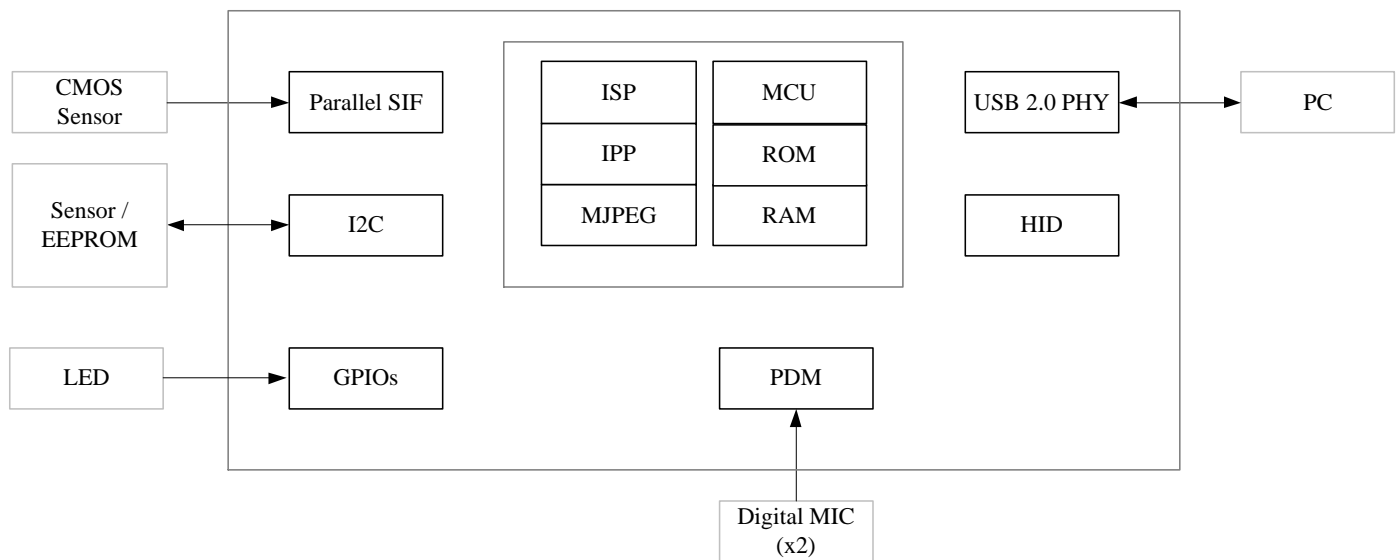 CMOS
Sensor
Parallel SIF
ISP
MCU
USB 2.0 PHY
PC
IPP
ROM
Sensor /
EEPROM
I2C
MJPEG
RAM
HID
LED
GPIOs
PDM
Digital MIC
(x2)